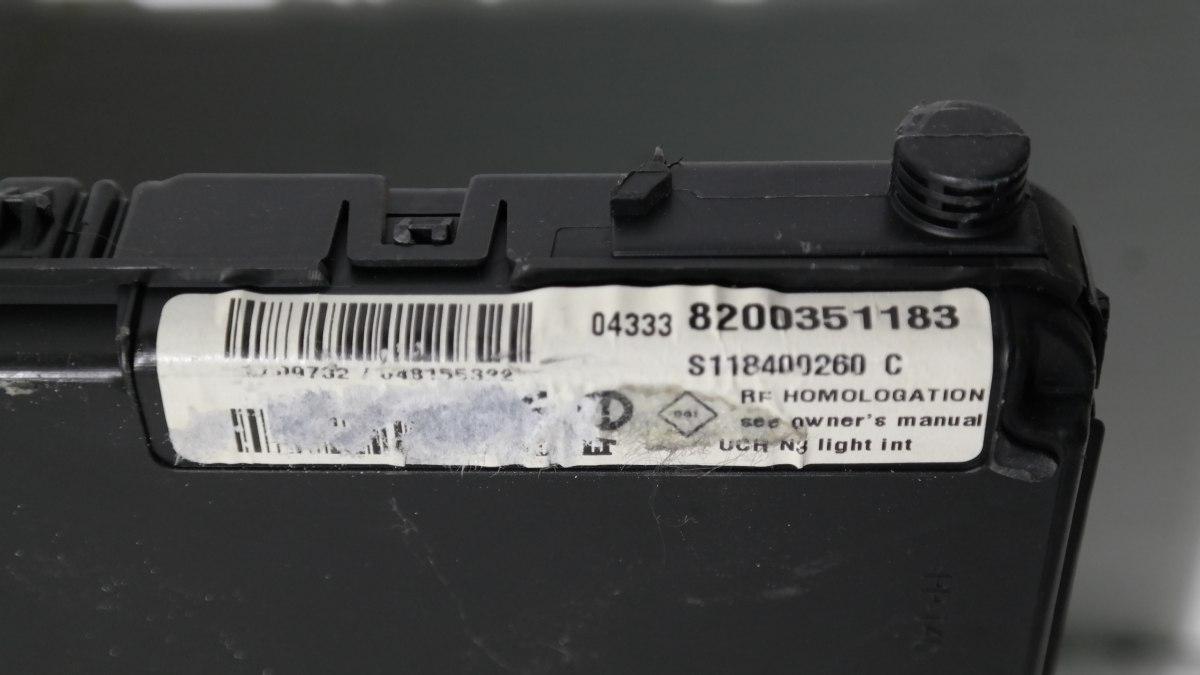 04333 8200351183
S118400260 C
RF HOMOLOGATION
see owner's manual
UCH N3 light int